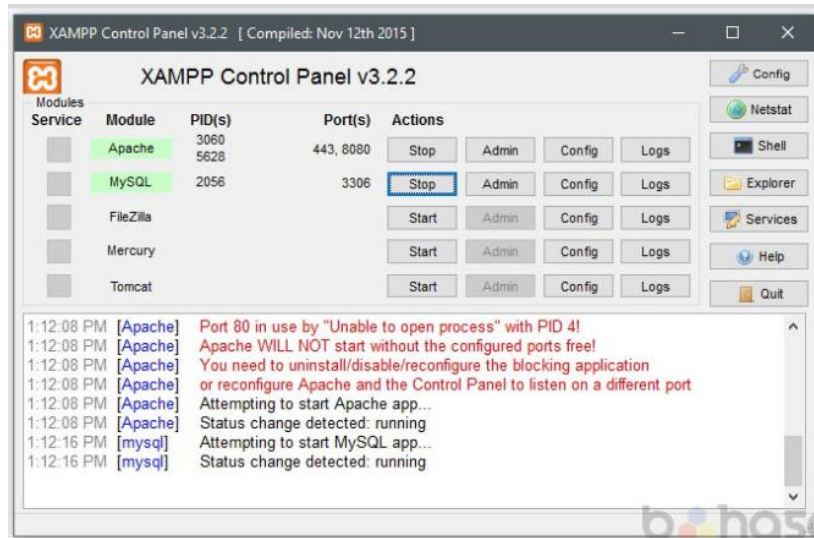 XAMPP Control Panel v3.2.2 [ Compiled: Nov 12th 2015 ]
XAMPP Control Panel v3.2.2
Config
Modules
Service Module PID(s) Port(s) Actions
Netstat
Apache 3060 5628 443, 8080 Stop Admin Config Logs
Shell
MySQL 2056 3306 Stop Admin Config Logs
Explorer
FileZilla Start Admin Config Logs
Services
Mercury Start Admin Config Logs
Help
Tomcat Start Admin Config Logs
Quit
1:12:08 PM [Apache] Port 80 in use by "Unable to open process" with PID 4!
1:12:08 PM [Apache] Apache WILL NOT start without the configured ports free!
1:12:08 PM [Apache] You need to uninstall/disable/reconfigure the blocking application
1:12:08 PM [Apache] or reconfigure Apache and the Control Panel to listen on a different port
1:12:08 PM [Apache] Attempting to start Apache app...
1:12:08 PM [Apache] Status change detected: running
1:12:16 PM [mysql] Attempting to start MySQL app...
1:12:16 PM [mysql] Status change detected: running